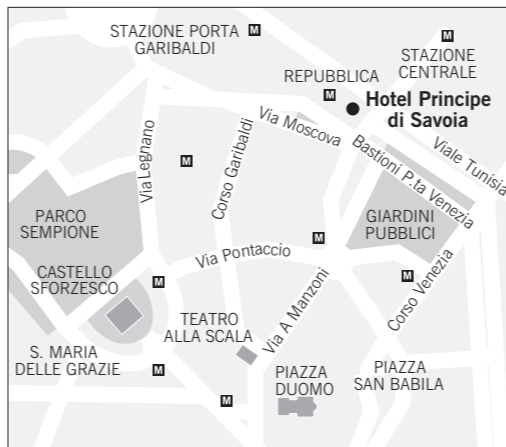 STAZIONE PORTA
GARIBALDI
M
M
STAZIONE
CENTRALE
REPUBBLICA
M
Hotel Principe
di Savoia
Via Moscova
Bastioni P.ta Venezia
Viale Tunisia
Via Legnano
M
Corso Garibaldi
PARCO
SEMPIONE
GIARDINI
PUBBLICI
Via Pontaccio
M
M
Corso Venezia
CASTELLO
SFORZESCO
M
TEATRO
ALLA SCALA
Via A Manzoni
S. MARIA
DELLE GRAZIE
M
M
PIAZZA
DUOMO
PIAZZA
SAN BABILA